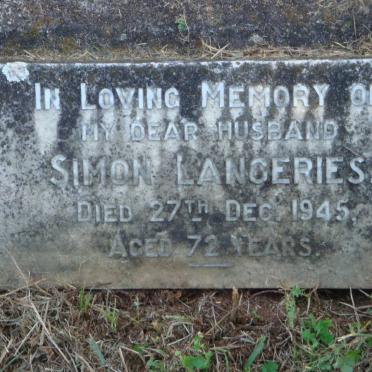 In Loving Memory of
my dear husband
Simon Langeries
Died 27th Dec. 1945.
Aged 72 years.